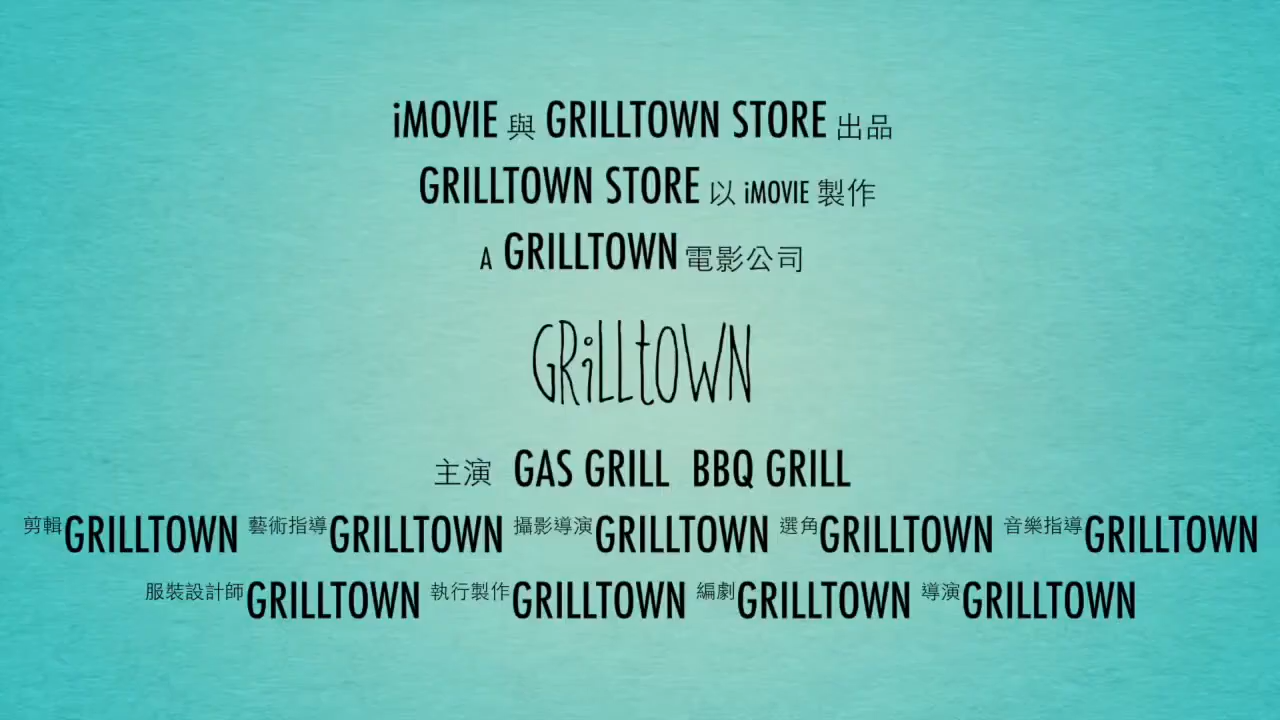 iMOVIE 與 GRILLTOWN STORE 出品
GRILLTOWN STORE 以 iMOVIE 製作
A GRILLTOWN 電影公司
GRiLLtOWN
主演 GAS GRILL BBQ GRILL
剪輯GRILLTOWN 藝術指導GRILLTOWN 攝影導演GRILLTOWN 選角GRILLTOWN 音樂指導GRILLTOWN
服裝設計師GRILLTOWN 執行製作GRILLTOWN 編劇GRILLTOWN 導演GRILLTOWN